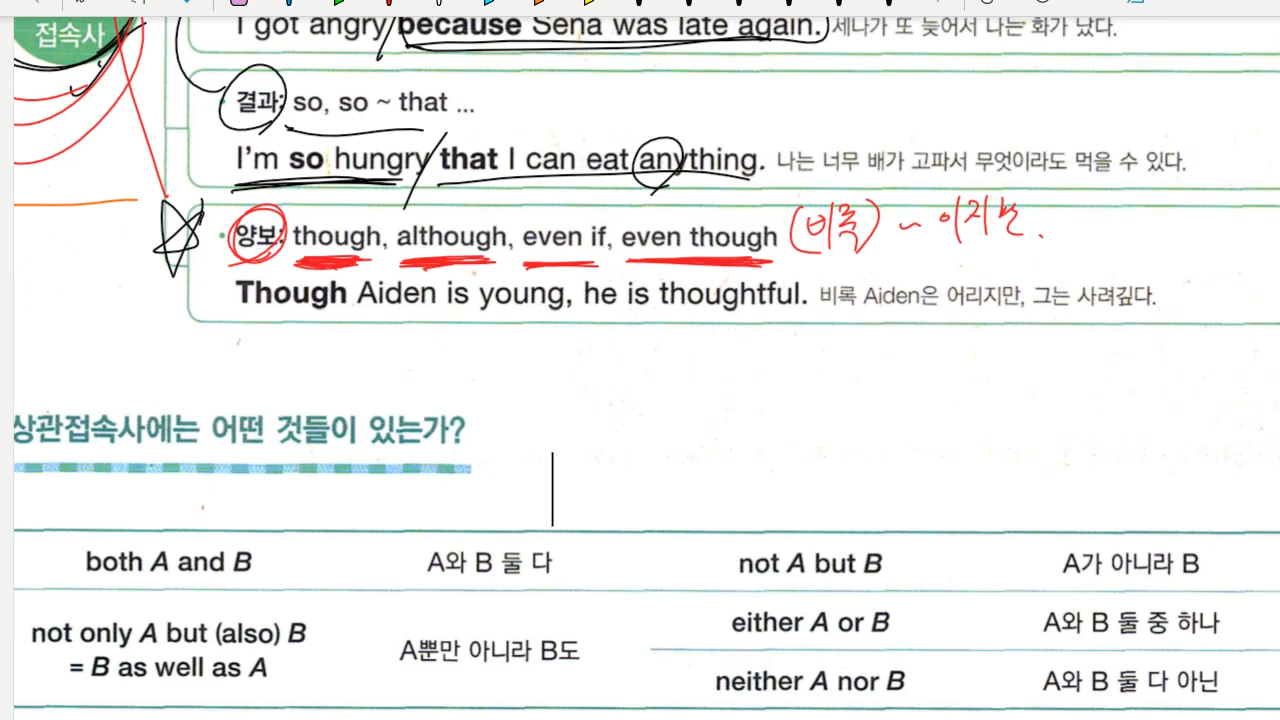 접속사
I got angry because Sena was late again. 세나가 또 늦어서 나는 화가 났다.
· 결과: so, so ~ that ...
I'm so hungry that I can eat anything. 나는 너무 배가 고파서 무엇이라도 먹을 수 있다.
· 양보: though, although, even if, even though (비록) ~ 이지만.
Though Aiden is young, he is thoughtful. 비록 Aiden은 어리지만, 그는 사려깊다.
상관접속사에는 어떤 것들이 있는가?
both A and B A와 B 둘 다 not A but B A가 아니라 B
not only A but (also) B
= B as well as A
A뿐만 아니라 B도
either A or B A와 B 둘 중 하나
neither A nor B A와 B 둘 다 아닌